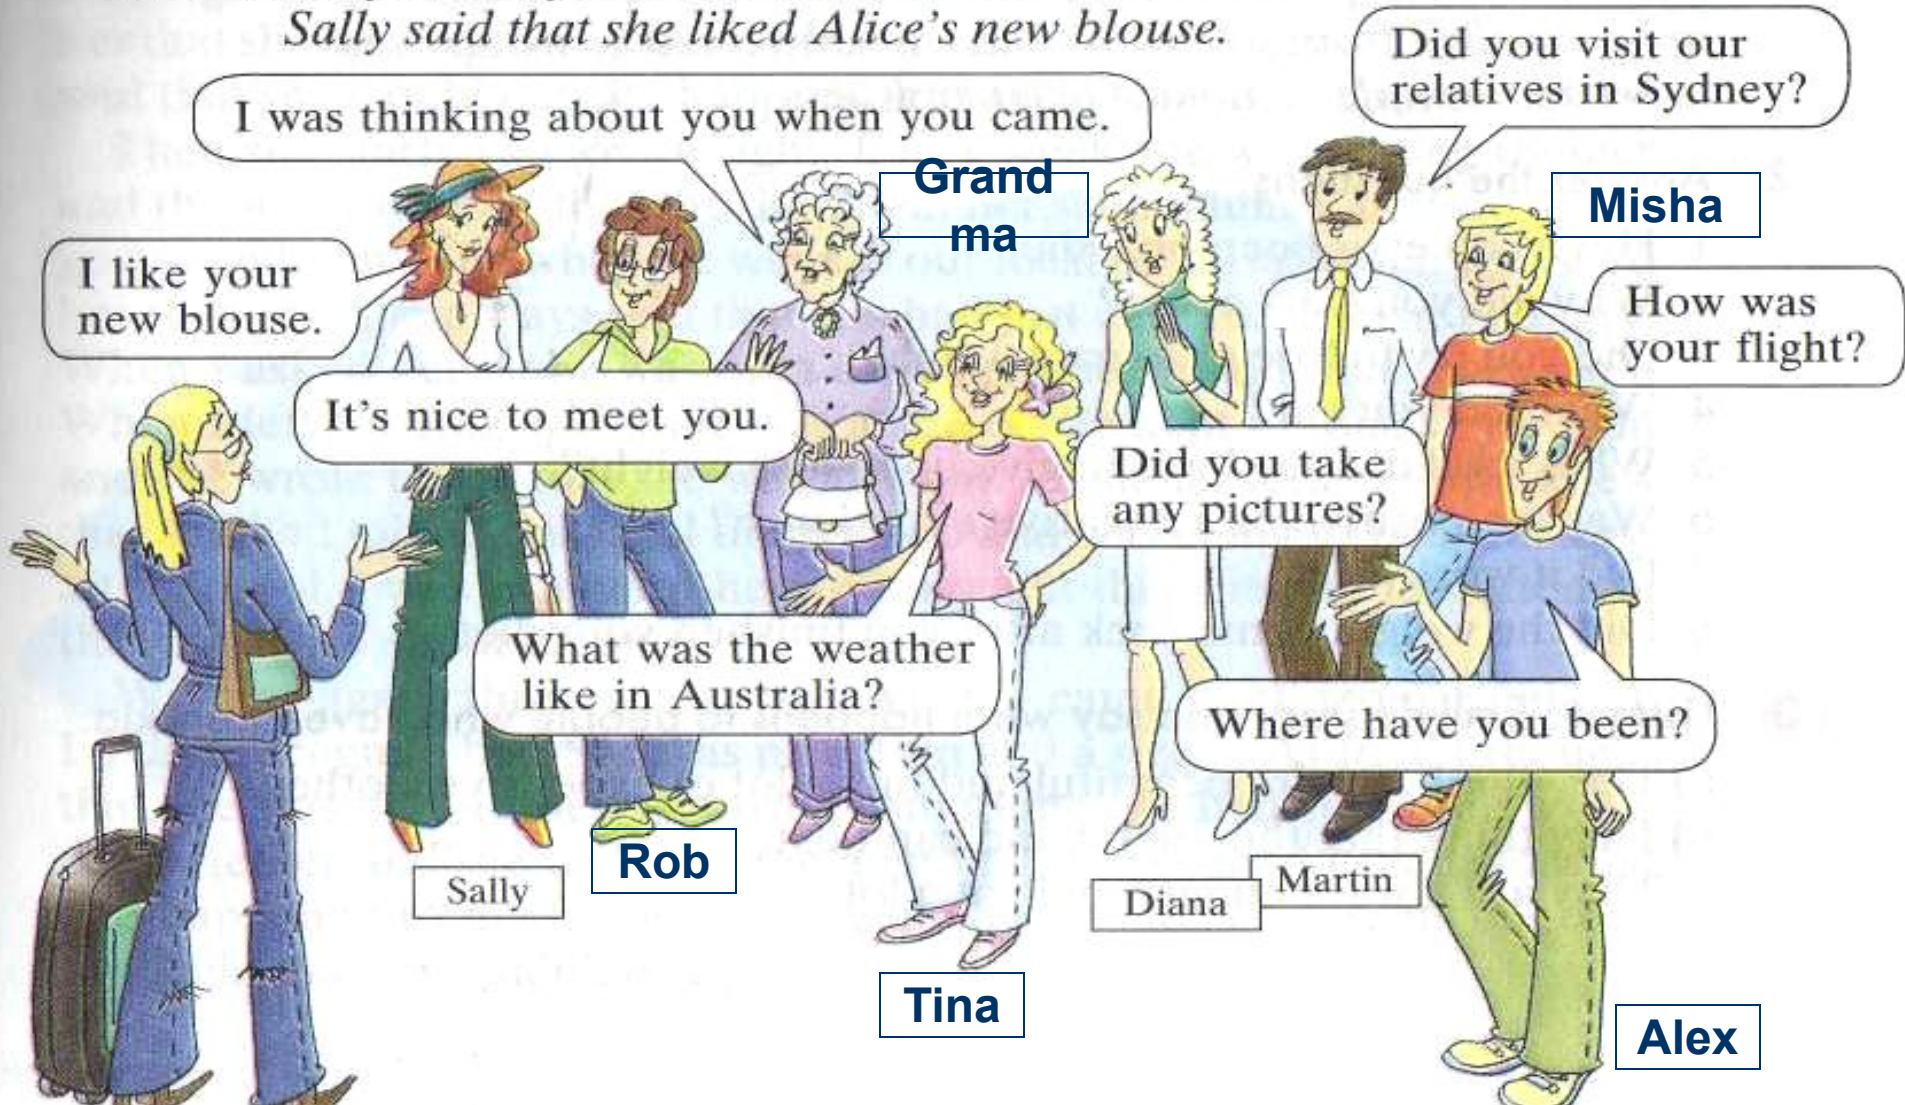 Sally said that she liked Alice's new blouse.
Did you visit our
relatives in Sydney?
I was thinking about you when you came.
Grand
ma
Misha
I like your
new blouse.
How was
your flight?
It's nice to meet you.
Did you take
any pictures?
What was the weather
like in Australia?
Where have you been?
Rob
Sally
Martin
Diana
Tina
Alex